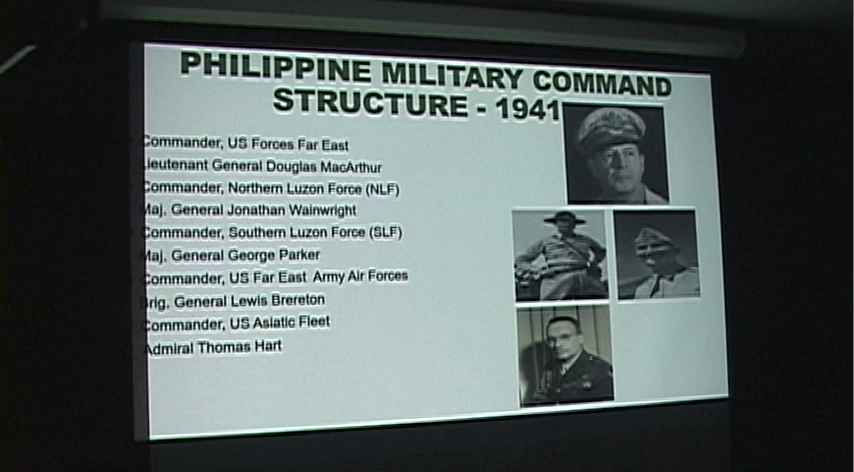 PHILIPPINE MILITARY COMMAND
STRUCTURE - 1941
Commander, US Forces Far East
Lieutenant General Douglas MacArthur
Commander, Northern Luzon Force (NLF)
Maj. General Jonathan Wainwright
Commander, Southern Luzon Force (SLF)
Maj. General George Parker
Commander, US Far East Army Air Forces
Brig. General Lewis Brereton
Commander, US Asiatic Fleet
Admiral Thomas Hart